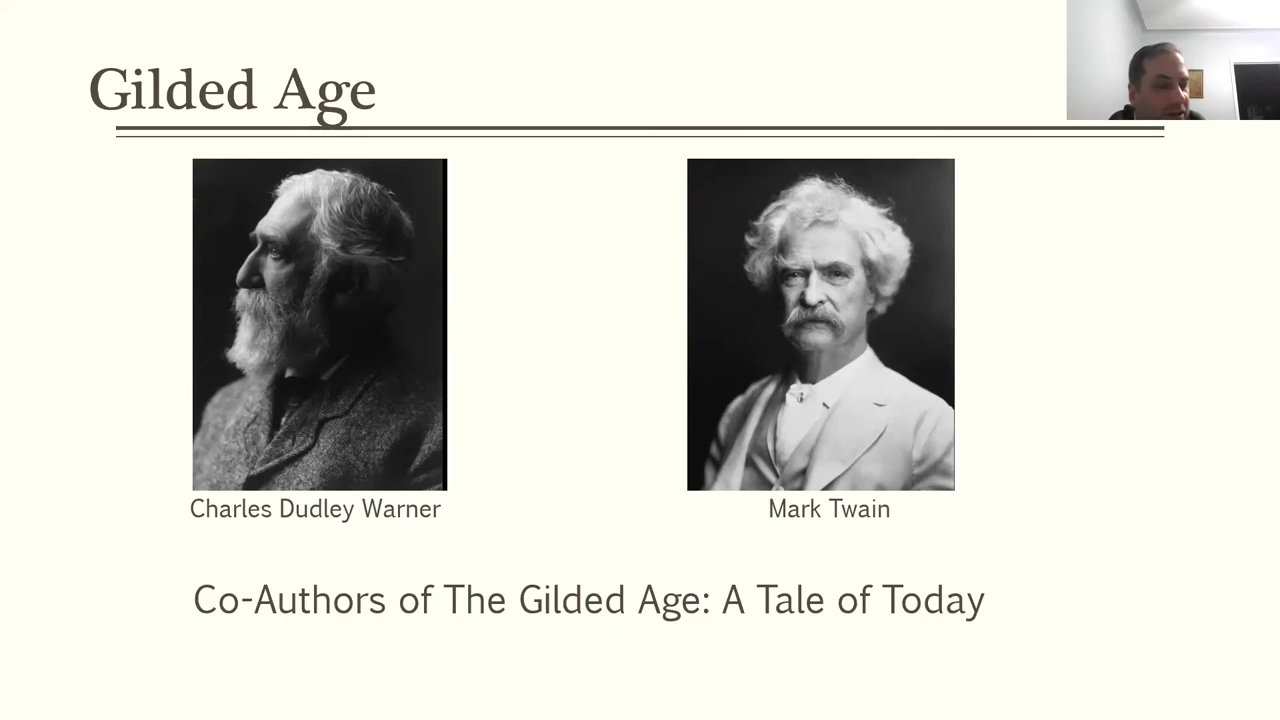 Gilded Age
Charles Dudley Warner
Mark Twain
Co-Authors of The Gilded Age: A Tale of Today